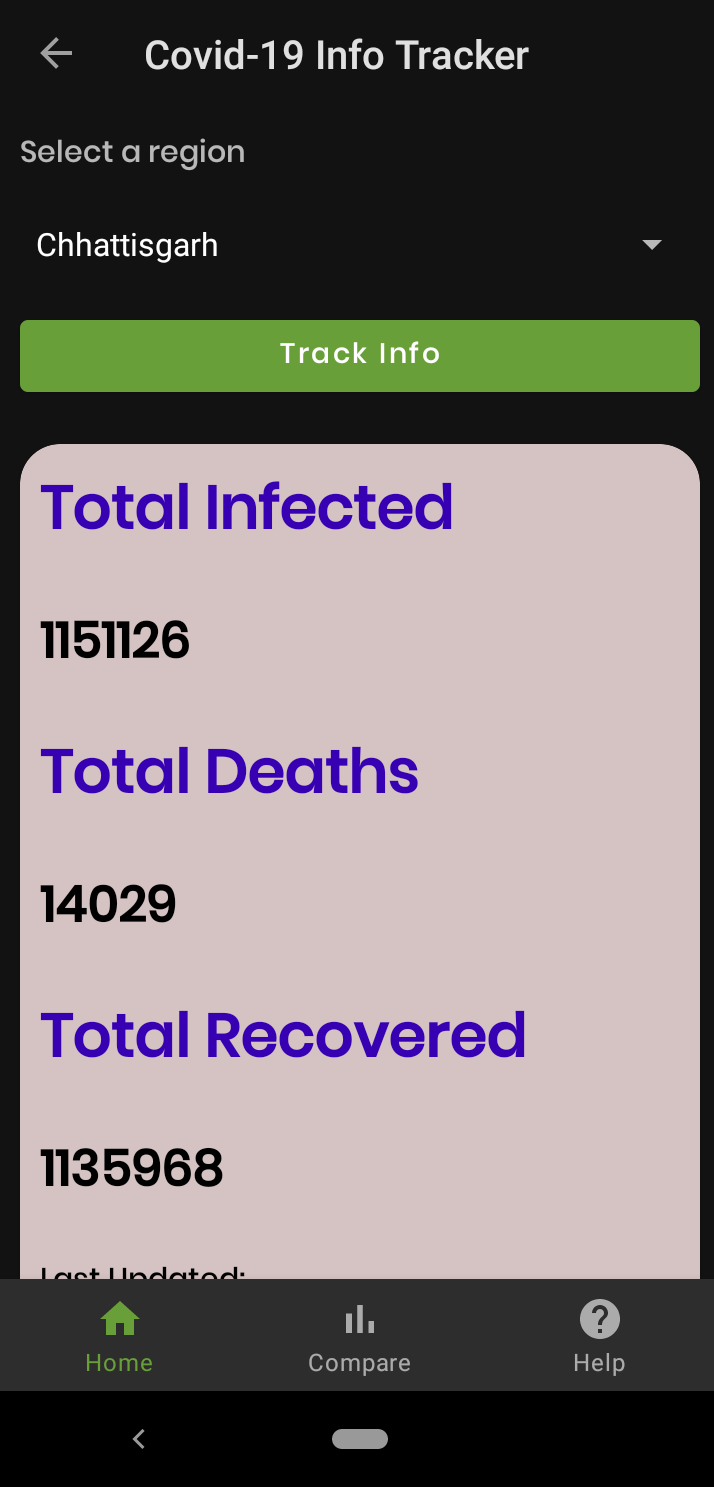 Covid-19 Info Tracker
Select a region
Chhattisgarh
Track Info
Total Infected
1151126
Total Deaths
14029
Total Recovered
1135968
Last Updated:
Home Compare Help